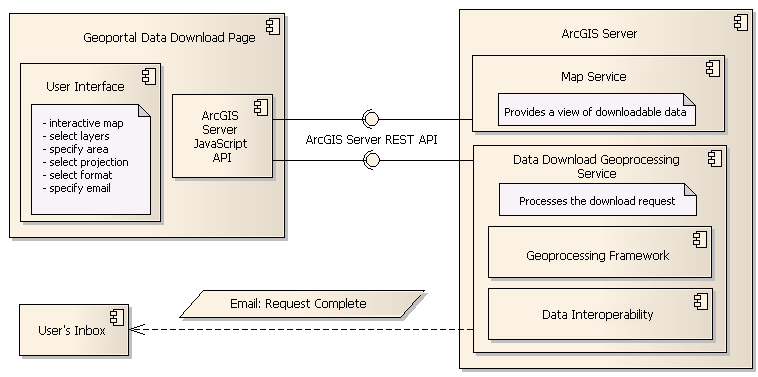 Geoportal Data Download Page
User Interface
- interactive map
- select layers
- specify area
- select projection
- select format
- specify email
ArcGIS
Server
JavaScript
API
ArcGIS Server REST API
ArcGIS Server
Map Service
Provides a view of downloadable data
Data Download Geoprocessing
Service
Processes the download request
Geoprocessing Framework
Data Interoperability
Email: Request Complete
User's Inbox